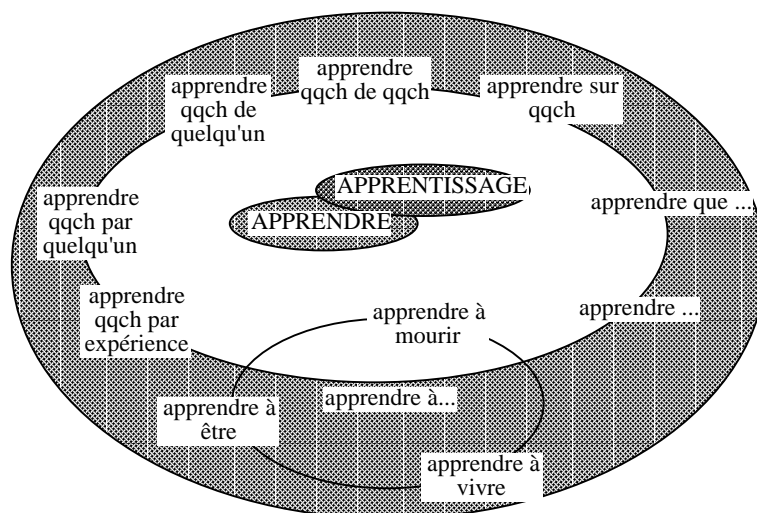 apprendre
qqch de qqch
apprendre
qqch de
quelqu'un
apprendre sur
qqch
APPRENTISSAGE
APPRENDRE
apprendre
qqch par
quelqu'un
apprendre que ...
apprendre
qqch par
expérience
apprendre à
mourir
apprendre ...
apprendre à...
apprendre à
être
apprendre à
vivre